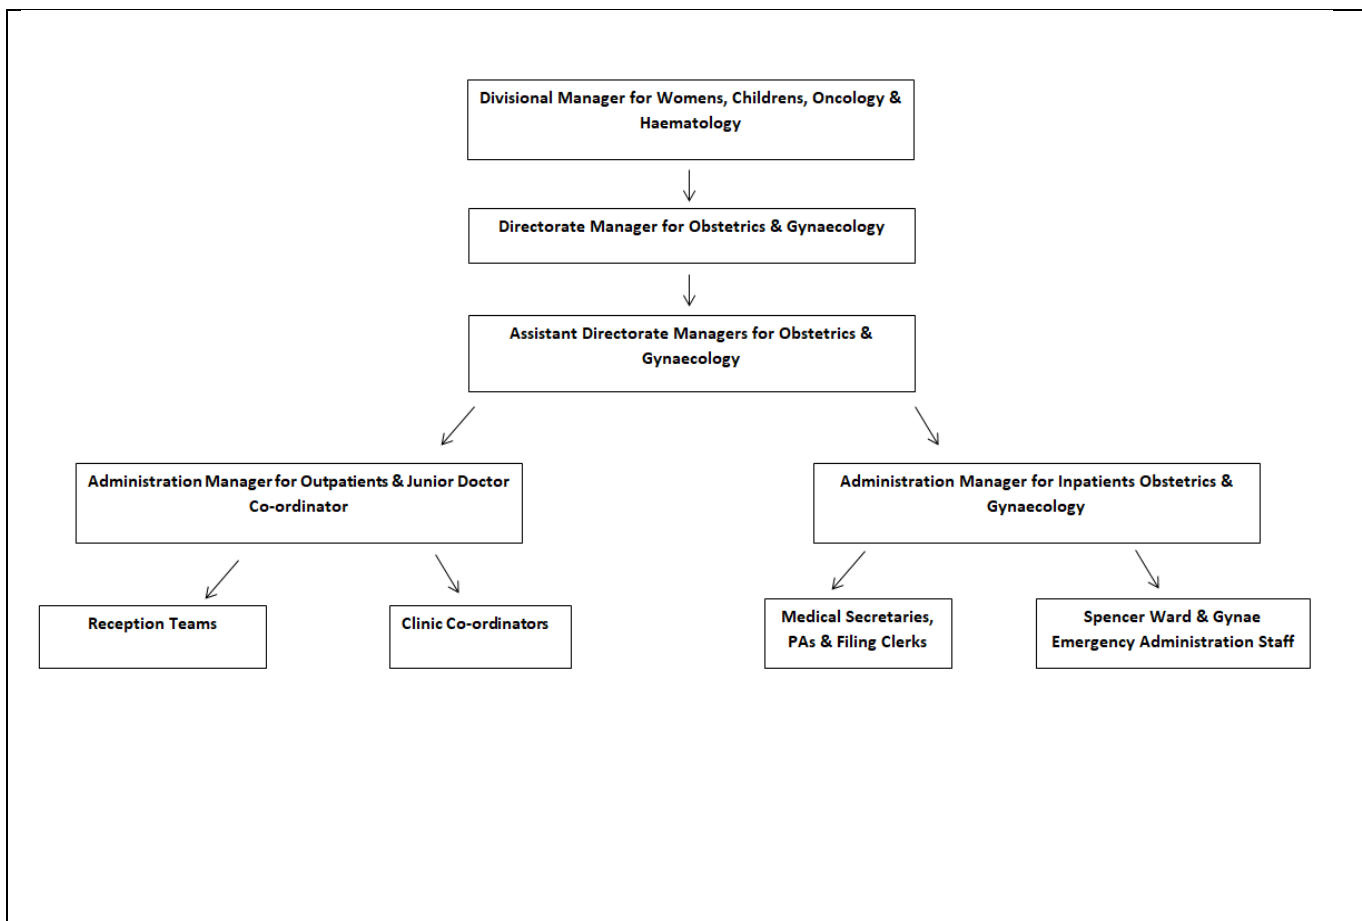 Divisional Manager for Womens, Childrens, Oncology &
Haematology
Directorate Manager for Obstetrics & Gynaecology
Assistant Directorate Managers for Obstetrics &
Gynaecology
Administration Manager for Outpatients & Junior Doctor
Co-ordinator
Administration Manager for Inpatients Obstetrics &
Gynaecology
Reception Teams
Clinic Co-ordinators
Medical Secretaries,
PAs & Filing Clerks
Spencer Ward & Gynae
Emergency Administration Staff